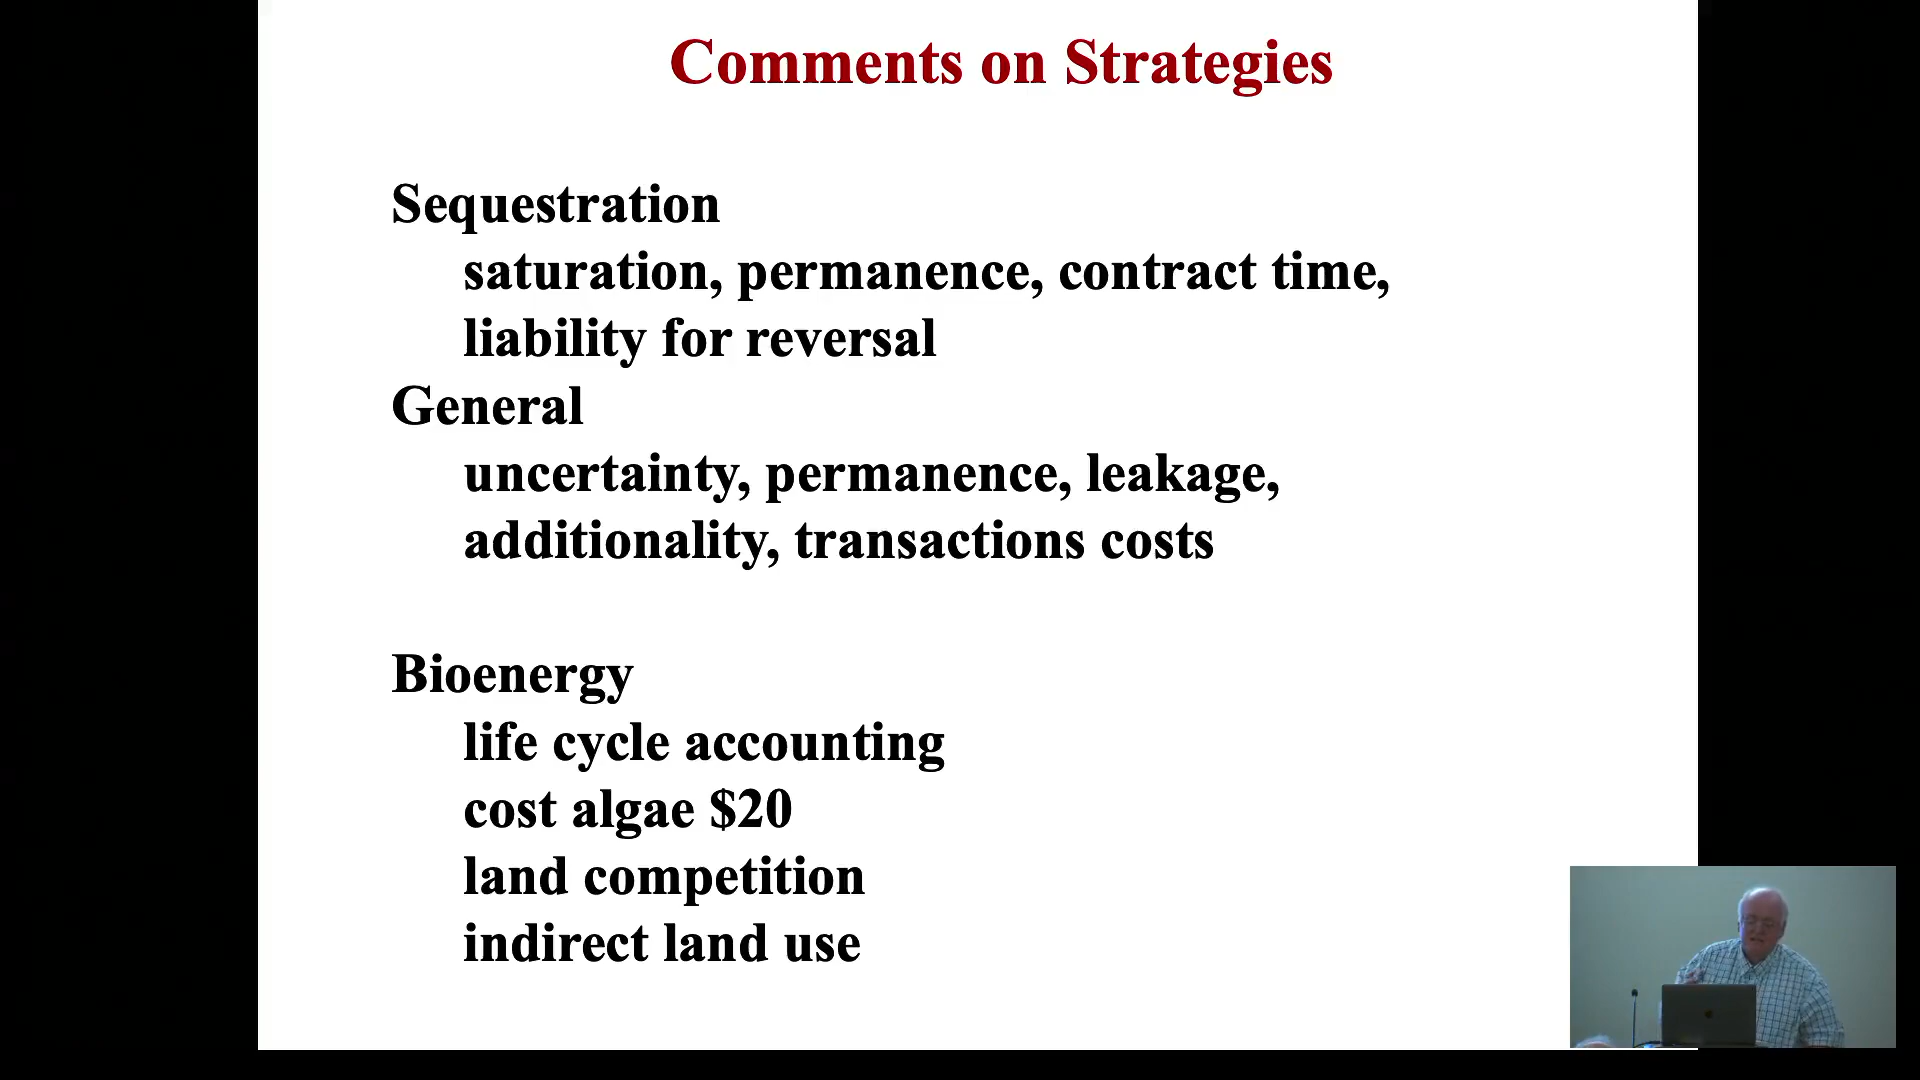 Comments on Strategies
Sequestration
saturation, permanence, contract time,
liability for reversal
General
uncertainty, permanence, leakage,
additionality, transactions costs
Bioenergy
life cycle accounting
cost algae $20
land competition
indirect land use